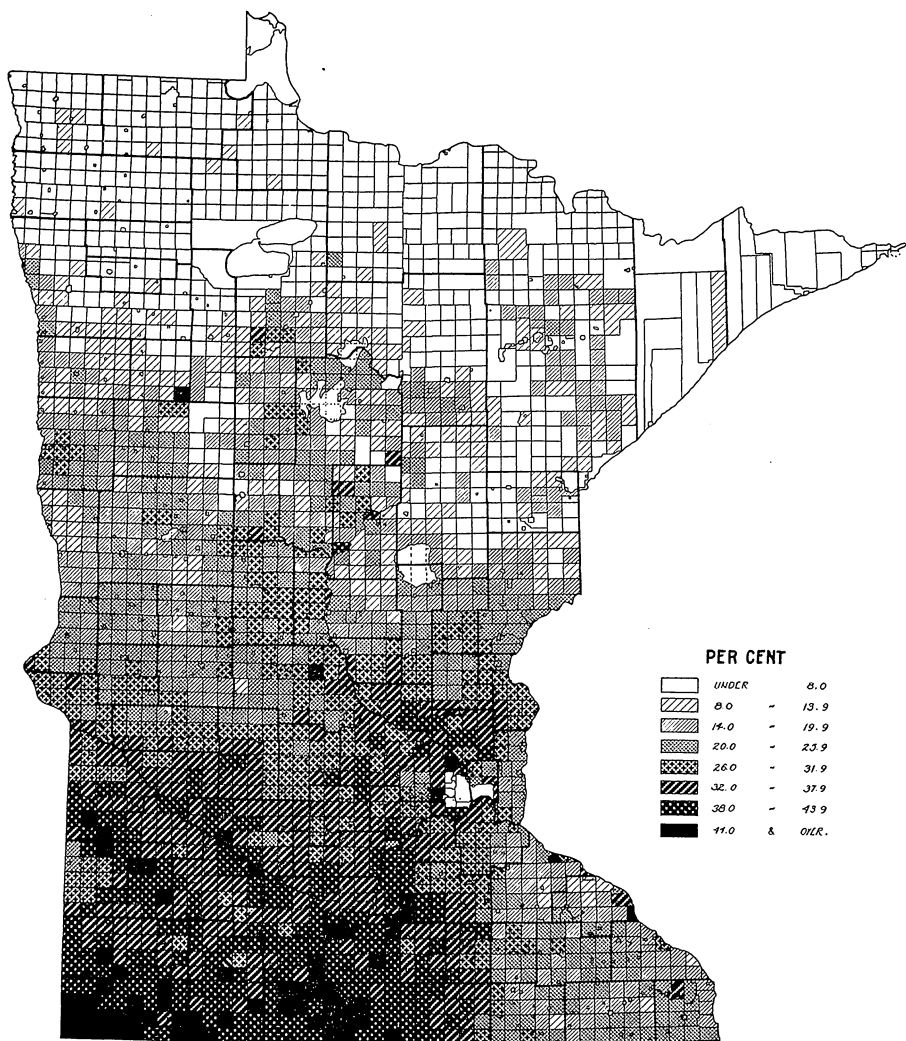 PER CENT
UNDER 8.0
8.0 - 13.9
14.0 - 19.9
20.0 - 25.9
26.0 - 31.9
32.0 - 37.9
38.0 - 43.9
44.0 & OVER.